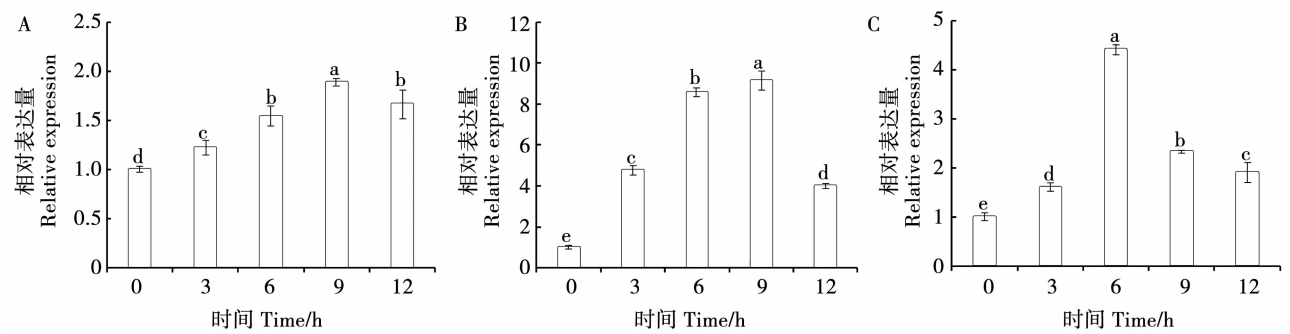 A
相对表达量
Relative expression
2.5
2.0
1.5
1.0
0.5
0
d
c
b
a
b
0 3 6 9 12
时间 Time/h
B
相对表达量
Relative expression
12
10
8
6
4
2
0
e
c
b
a
d
0 3 6 9 12
时间 Time/h
C
相对表达量
Relative expression
5
4
3
2
1
0
e
d
a
b
c
0 3 6 9 12
时间 Time/h